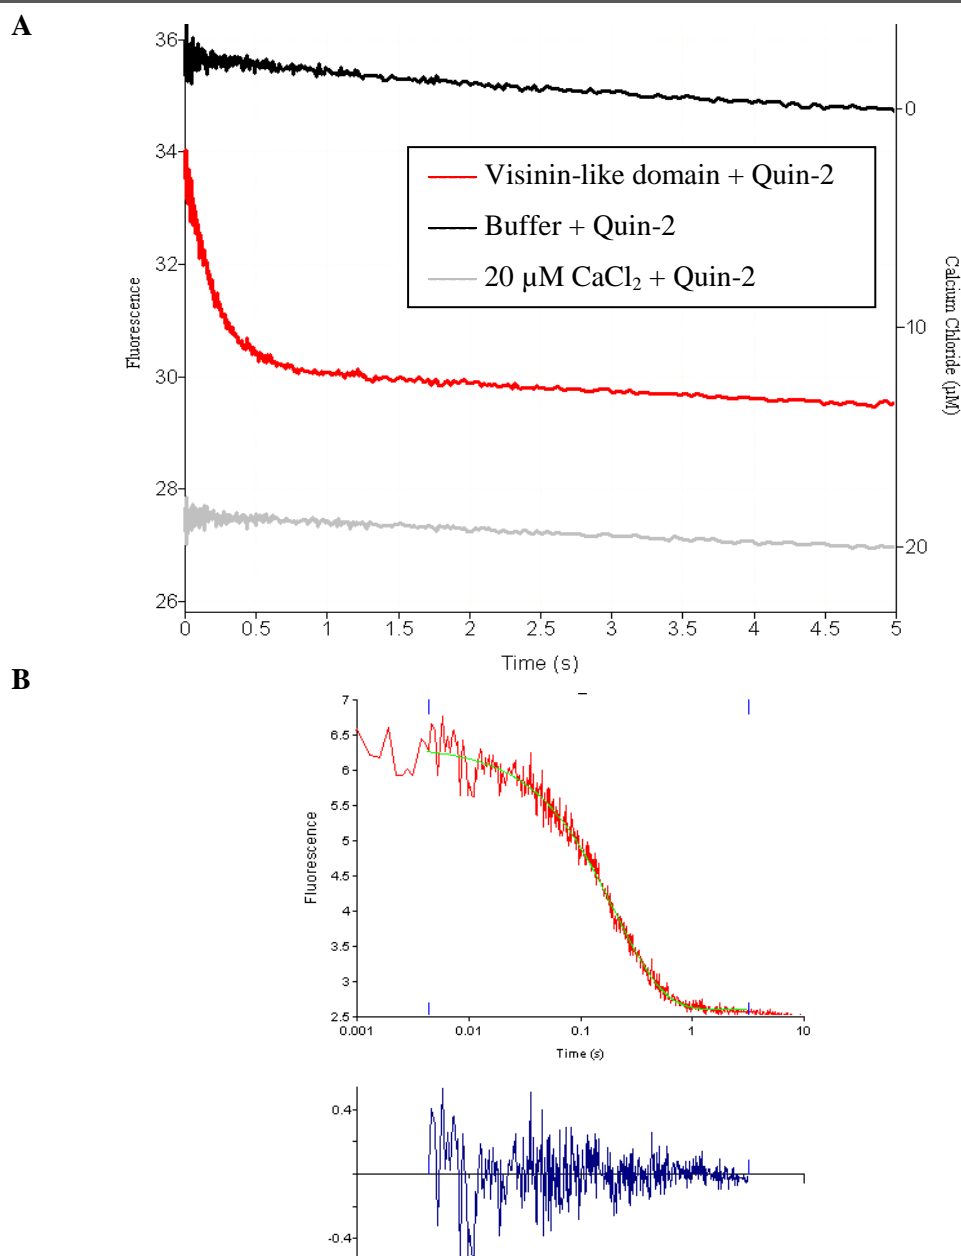 A
36
34
32
30
28
26
Fluorescence
Visinin-like domain + Quin-2
Buffer + Quin-2
20 µM CaCl₂ + Quin-2
0
10
20
Calcium Chloride (µM)
0 0.5 1 1.5 2 2.5 3 3.5 4 4.5 5
Time (s)
B
7
6.5
6
5.5
5
4.5
4
3.5
3
2.5
Fluorescence
0.001 0.01 0.1 1 10
Time (s)
0.4
-0.4